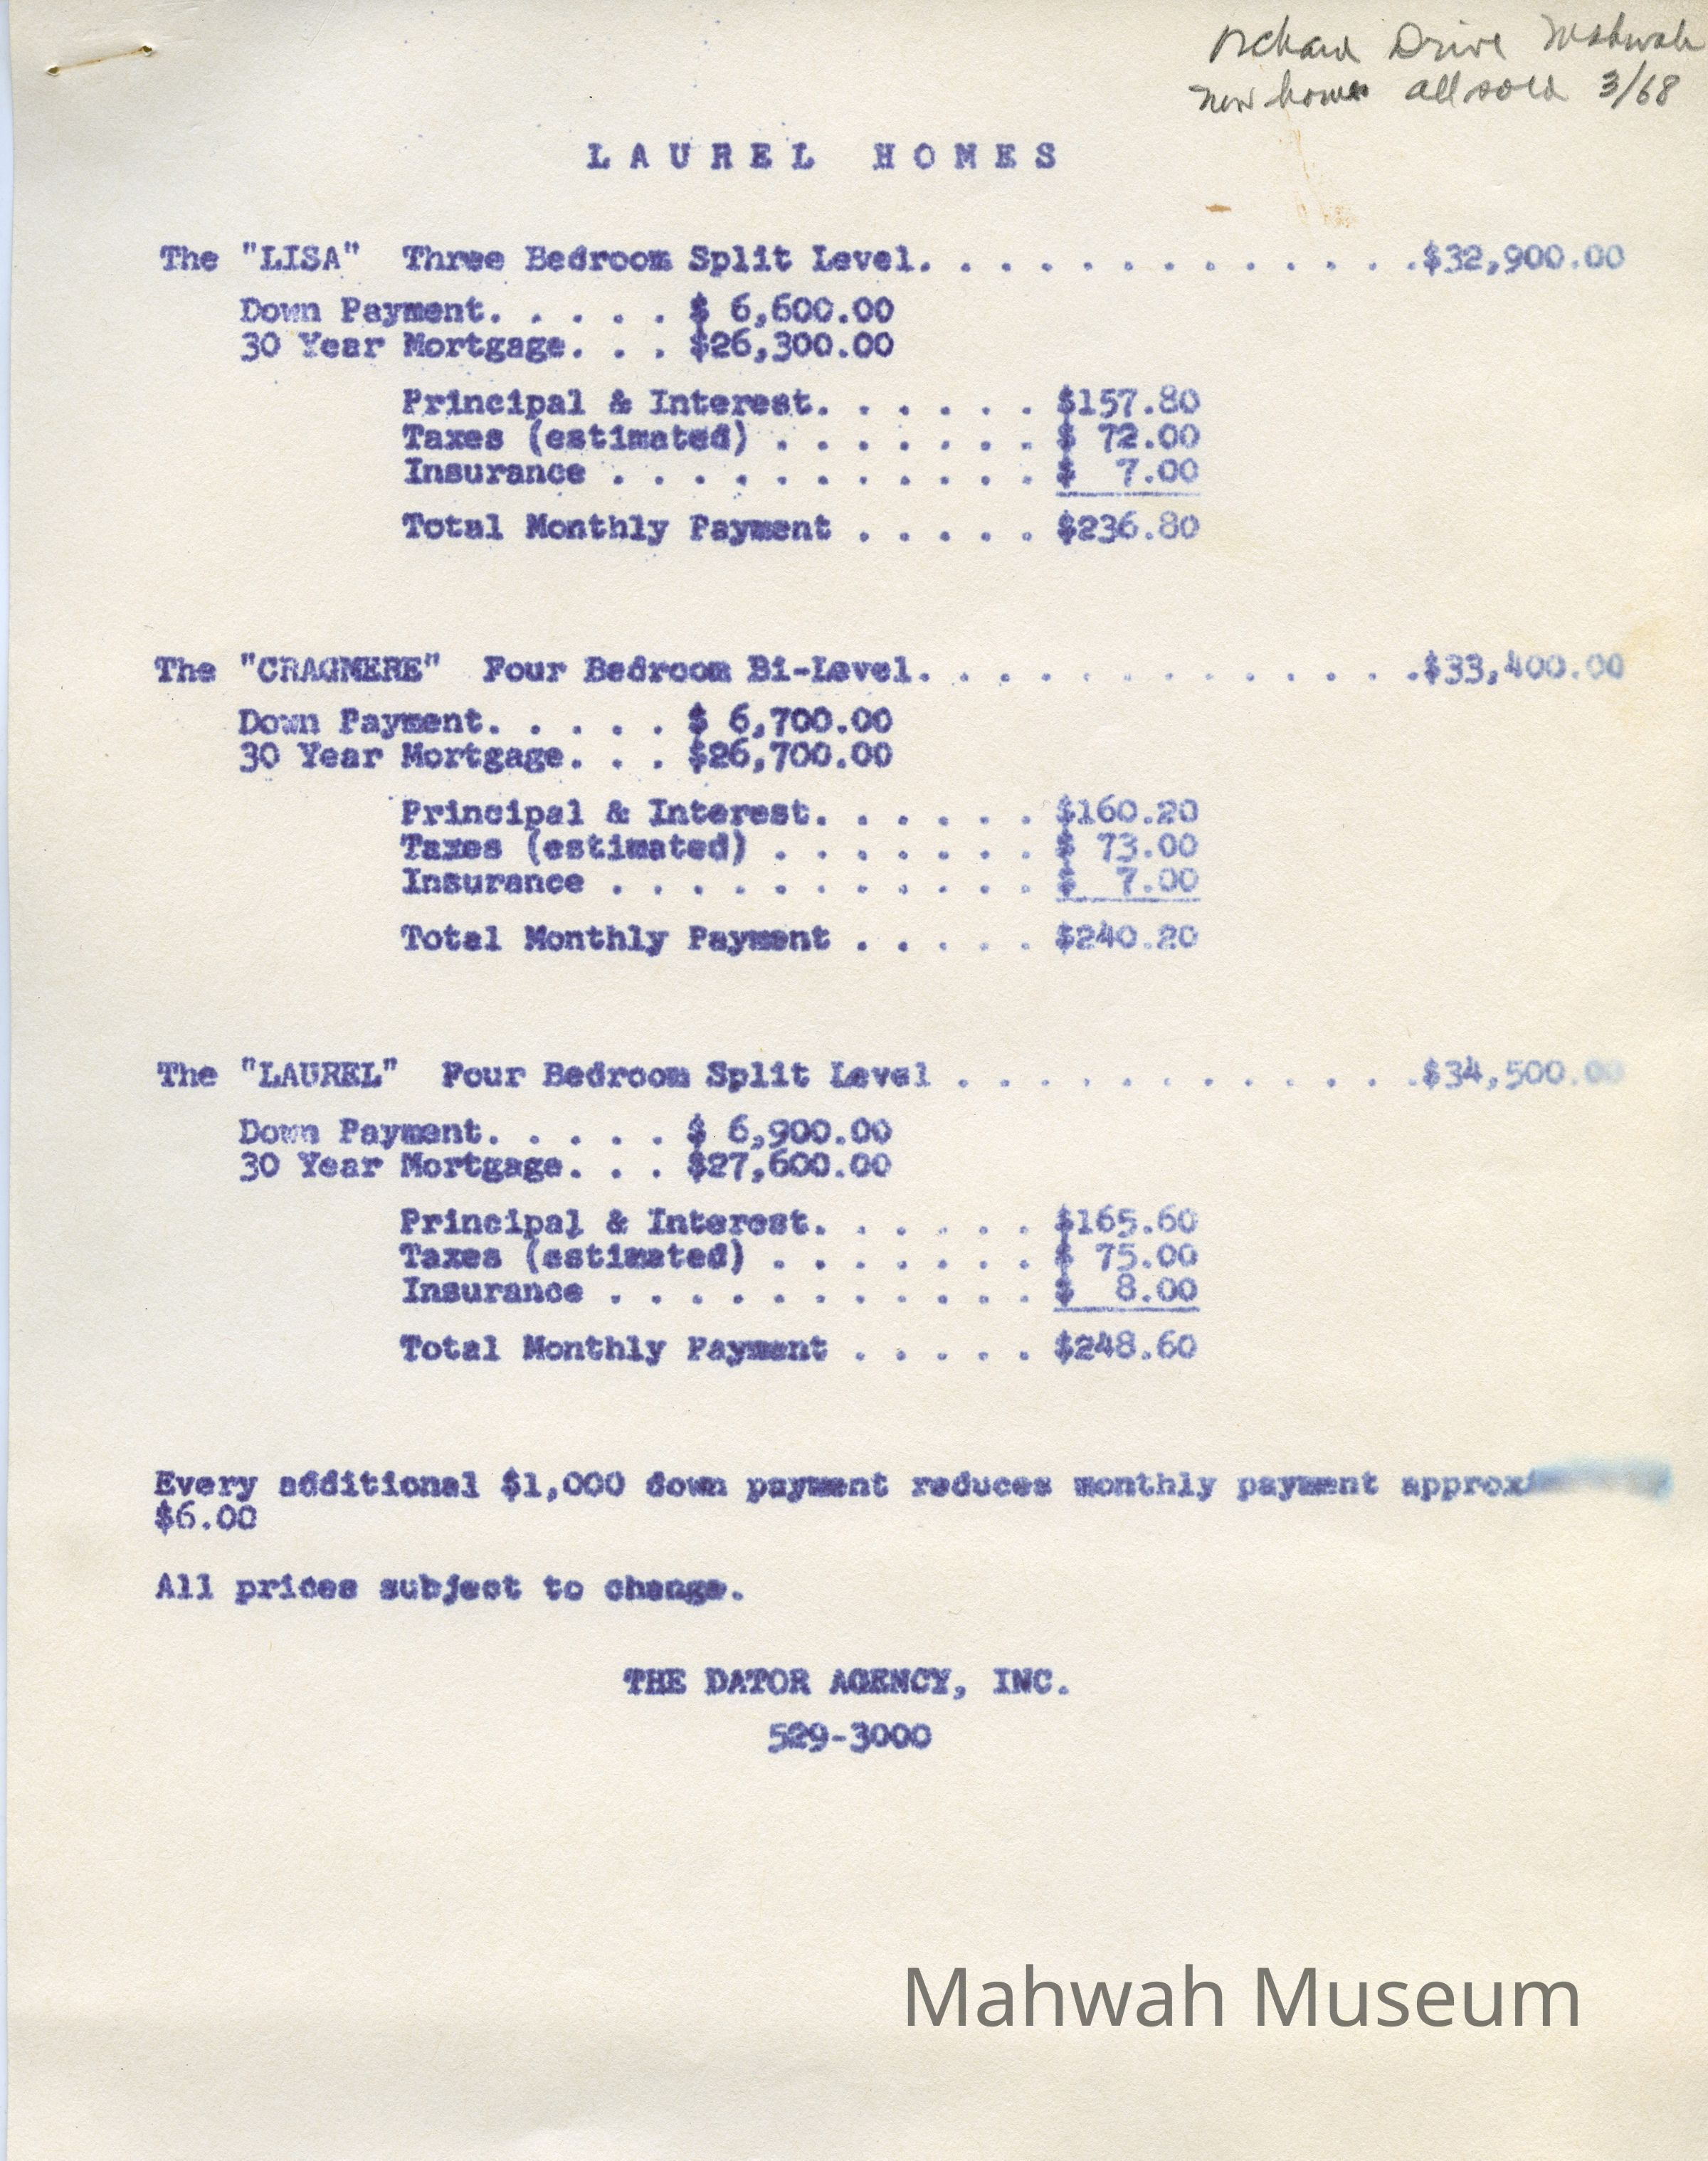 Orchard Drive Mahwah
new homes all sold 3/68
L A U R E L  H O M E S
The "LISA" Three Bedroom Split Level. . . . . . . . . . . . . .$32,900.00
Down Payment. . . . . $ 6,600.00
30 Year Mortgage. . . $26,300.00
Principal & Interest. . . . . . $157.80
Taxes (estimated) . . . . . . . $ 72.00
Insurance . . . . . . . . . . . $ 7.00
Total Monthly Payment . . . . . $236.80
The "CRAGMERE" Four Bedroom Bi-Level. . . . . . . . . . . . . .$33,400.00
Down Payment. . . . . $ 6,700.00
30 Year Mortgage. . . $26,700.00
Principal & Interest. . . . . . $160.20
Taxes (estimated) . . . . . . . $ 73.00
Insurance . . . . . . . . . . . $ 7.00
Total Monthly Payment . . . . . $240.20
The "LAUREL" Four Bedroom Split Level . . . . . . . . . . . . .$34,500.00
Down Payment. . . . . $ 6,900.00
30 Year Mortgage. . . $27,600.00
Principal & Interest. . . . . . $165.60
Taxes (estimated) . . . . . . . $ 75.00
Insurance . . . . . . . . . . . $ 8.00
Total Monthly Payment . . . . . $248.60
Every additional $1,000 down payment reduces monthly payment
$6.00
All prices subject to change.
THE DATOR AGENCY, INC.
529-3000
Mahwah Museum